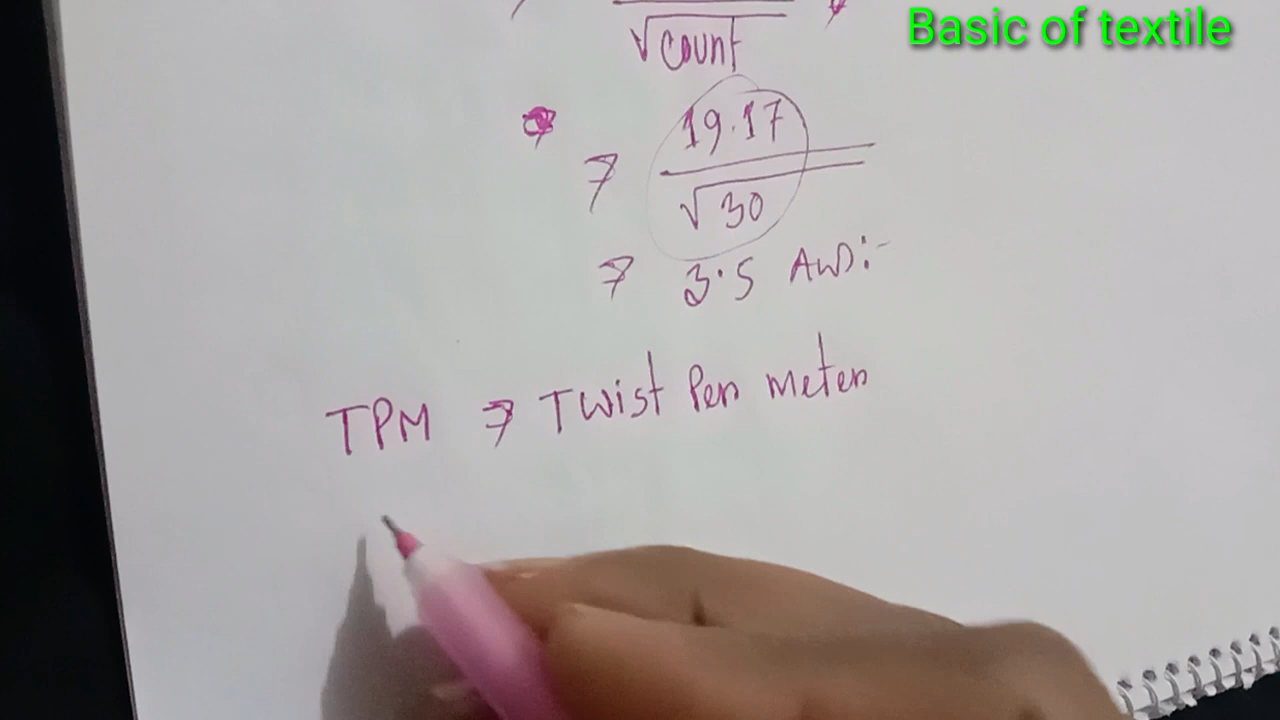 Basic of textile
√count
19.17
√30
3.5 Ans:-
TPM => Twist Per meter